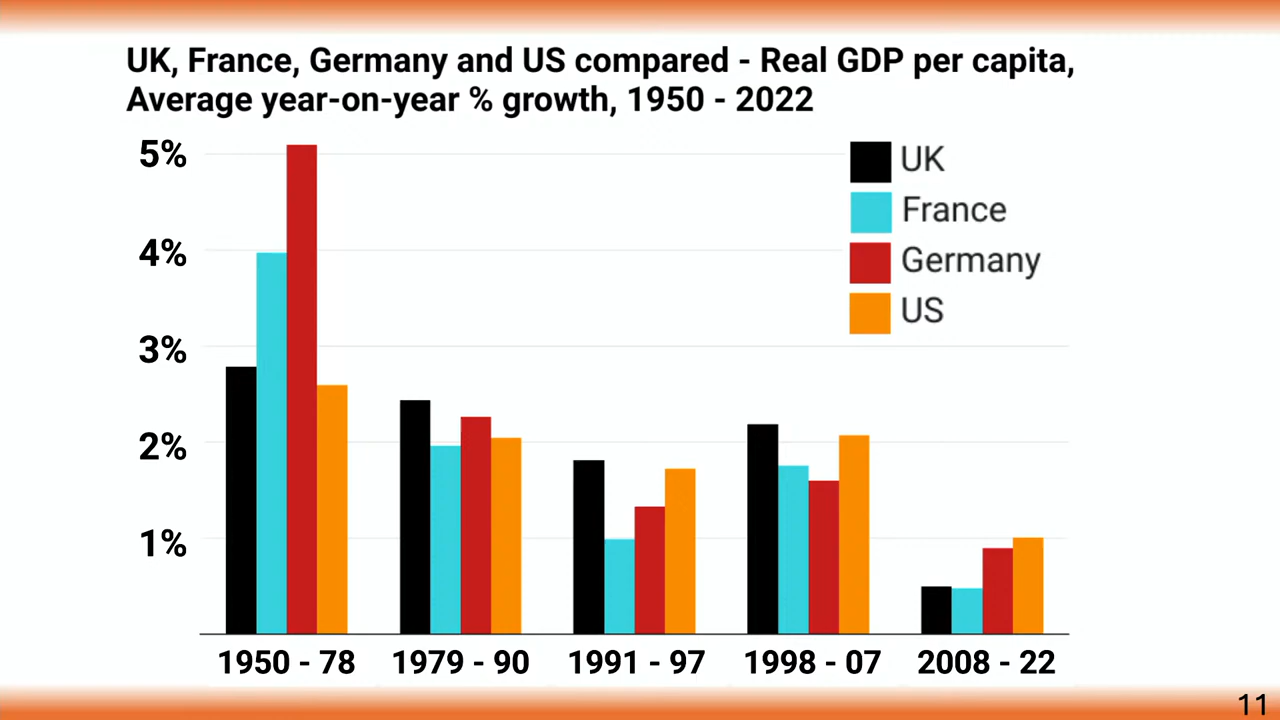 UK, France, Germany and US compared - Real GDP per capita,
Average year-on-year % growth, 1950 - 2022
5%
4%
3%
2%
1%
UK
France
Germany
US
1950 - 78
1979 - 90
1991 - 97
1998 - 07
2008 - 22
11